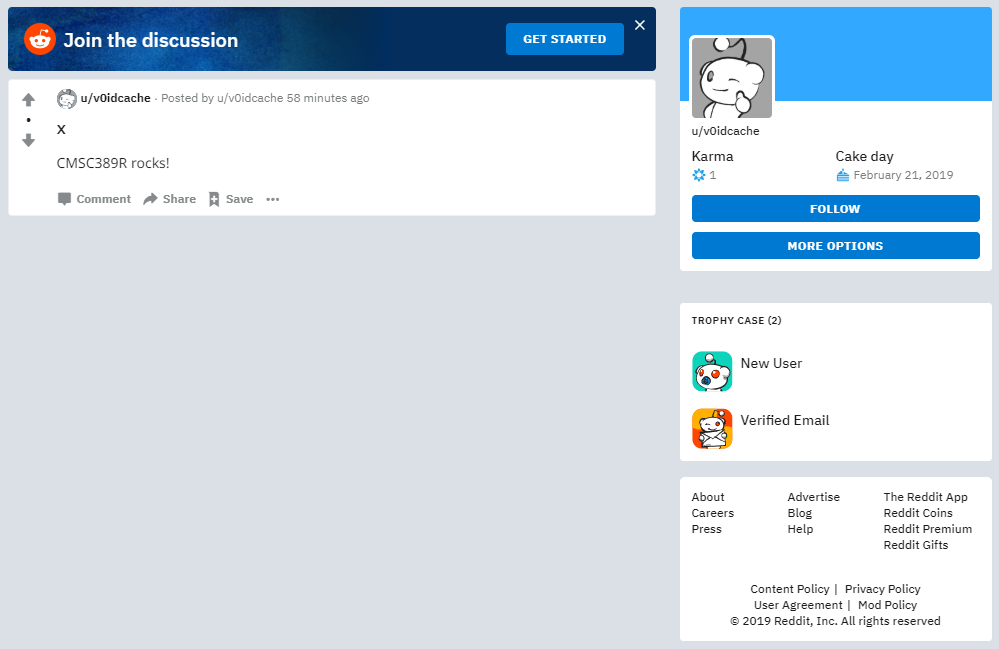 Join the discussion
GET STARTED
u/v0idcache · Posted by u/v0idcache 58 minutes ago
x
CMSC389R rocks!
Comment Share Save
u/v0idcache
Karma Cake day
1 February 21, 2019
FOLLOW
MORE OPTIONS
TROPHY CASE (2)
New User
Verified Email
About Advertise The Reddit App
Careers Blog Reddit Coins
Press Help Reddit Premium
Reddit Gifts
Content Policy | Privacy Policy
User Agreement | Mod Policy
© 2019 Reddit, Inc. All rights reserved